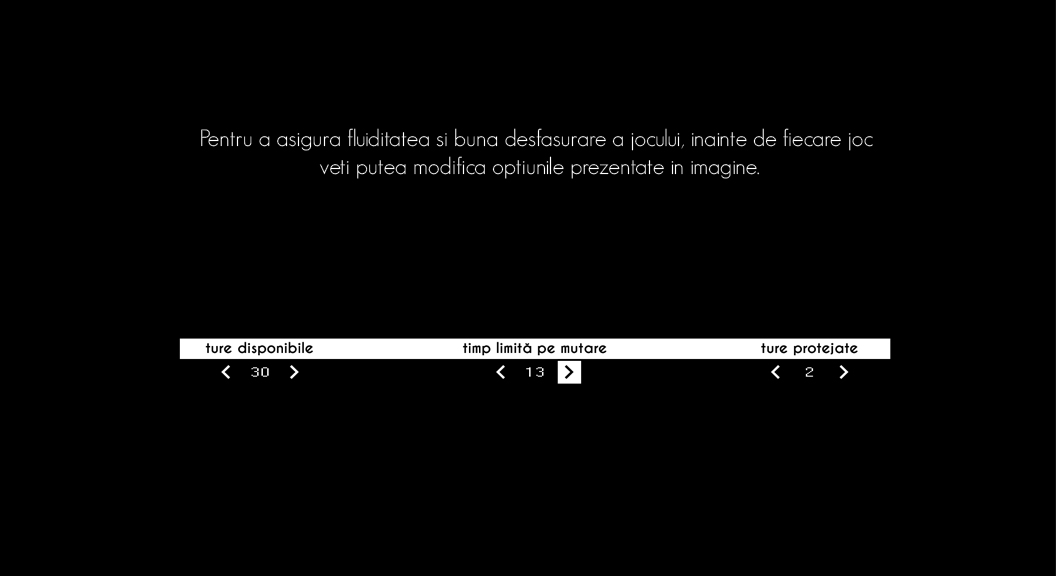 Pentru a asigura fluiditatea si buna desfasurare a jocului, inainte de fiecare joc
veti putea modifica optiunile prezentate in imagine.
ture disponibile timp limită pe mutare ture protejate
< 30 > < 13 > < 2 >